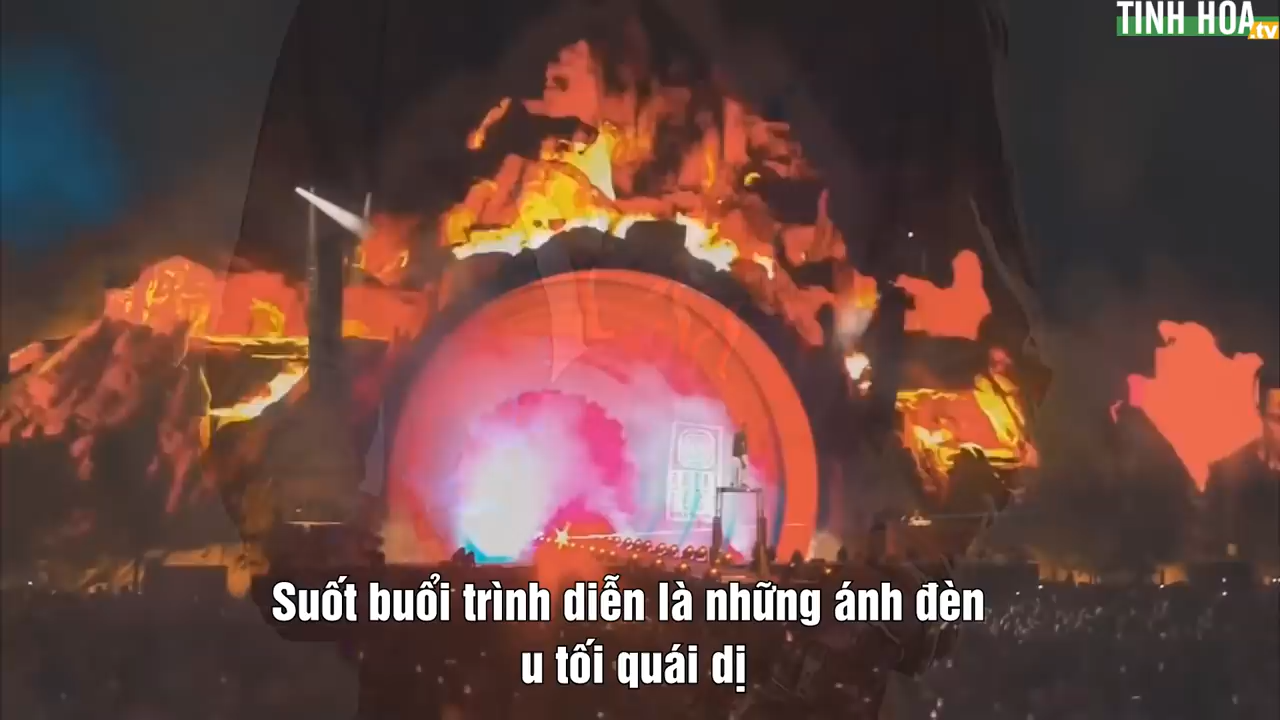 TINH HOA
.tv
Suốt buổi trình diễn là những ánh đèn
u tối quái dị